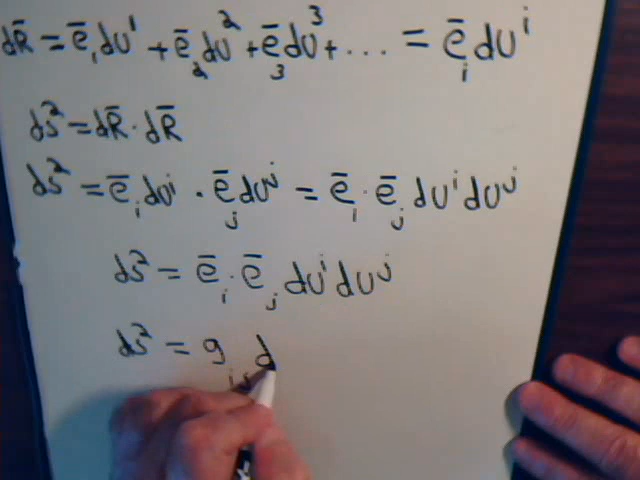 dR̄ = ē₁du¹ + ē₂du² + ē₃du³ + ... = ēᵢduⁱ
ds² = dR̄ · dR̄
ds² = ēᵢduⁱ · ēⱼduʲ = ēᵢ · ēⱼ duⁱduʲ
ds² = ēᵢ · ēⱼ duⁱduʲ
ds² = gᵢⱼ d